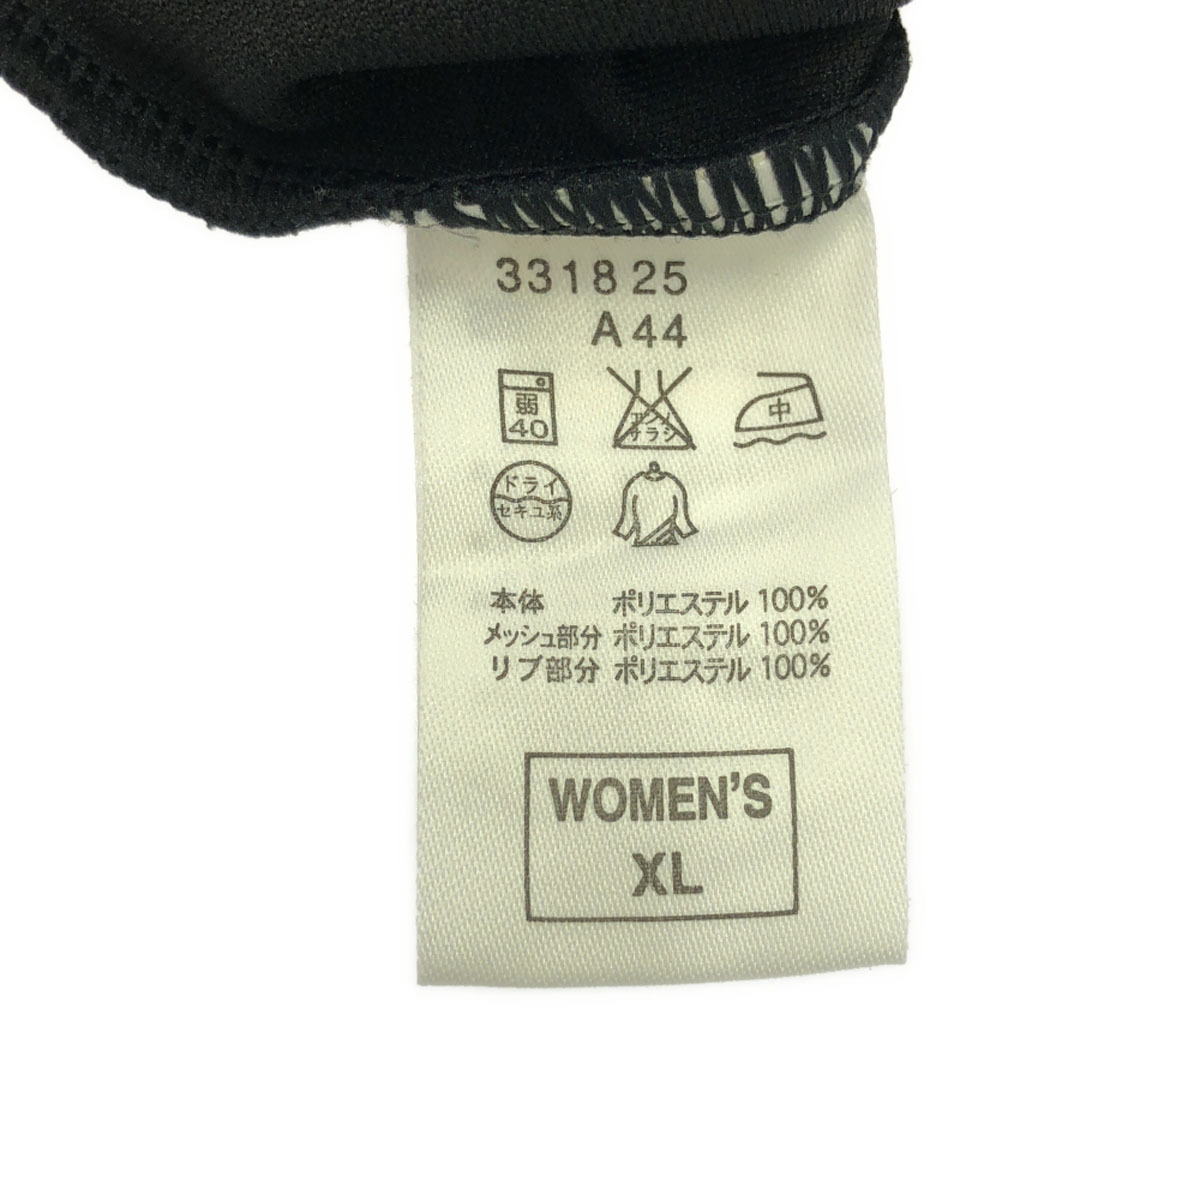 331825
A44
弱
40
エンソ
サラシ
中
ドライ
セキユ系
本体 ポリエステル 100%
メッシュ部分 ポリエステル 100%
リブ部分 ポリエステル 100%
WOMEN'S
XL